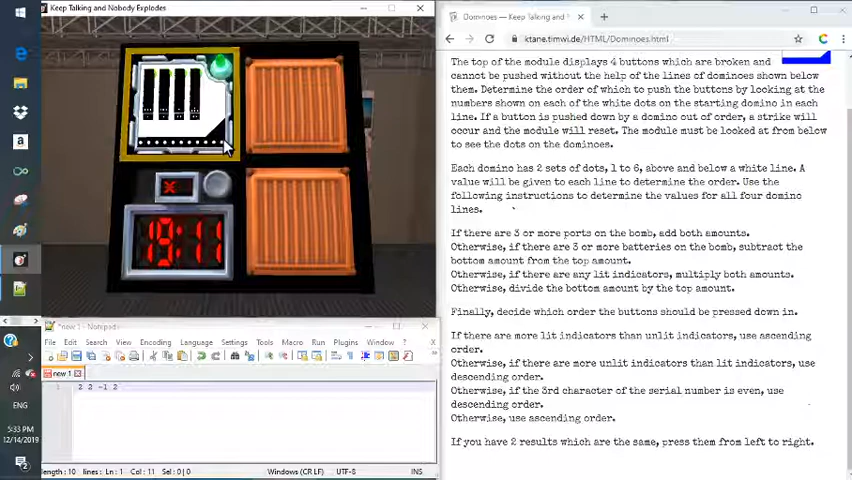 Keep Talking and Nobody Explodes
X
19:11
*new 1 - Notepad++
File Edit Search View Encoding Language Settings Tools Macro Run Plugins Window ?
new 1
1 2 2 -1 2
length : 10 lines : Ln : 1 Col : 11 Sel : 0 | 0 Windows (CR LF) UTF-8 INS
ENG
5:33 PM
12/14/2019
Dominoes — Keep Talking and
ktane.timwi.de/HTML/Dominoes.html
The top of the module displays 4 buttons which are broken and
cannot be pushed without the help of the lines of dominoes shown below
them. Determine the order of which to push the buttons by looking at the
numbers shown on each of the white dots on the starting domino in each
line. If a button is pushed down by a domino out of order, a strike will
occur and the module will reset. The module must be looked at from below
to see the dots on the dominoes.
Each domino has 2 sets of dots, 1 to 6, above and below a white line. A
value will be given to each line to determine the order. Use the
following instructions to determine the values for all four domino
lines.
If there are 3 or more ports on the bomb, add both amounts.
Otherwise, if there are 3 or more batteries on the bomb, subtract the
bottom amount from the top amount.
Otherwise, if there are any lit indicators, multiply both amounts.
Otherwise, divide the bottom amount by the top amount.
Finally, decide which order the buttons should be pressed down in.
If there are more lit indicators than unlit indicators, use ascending
order.
Otherwise, if there are more unlit indicators than lit indicators, use
descending order.
Otherwise, if the 3rd character of the serial number is even, use
descending order.
Otherwise, use ascending order.
If you have 2 results which are the same, press them from left to right.